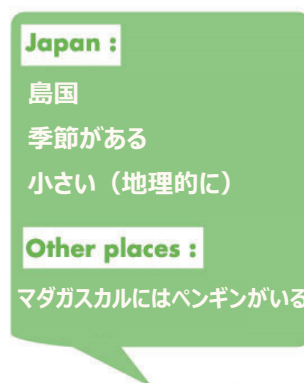 Japan :
島国
季節がある
小さい（地理的に）
Other places :
マダガスカルにはペンギンがいる